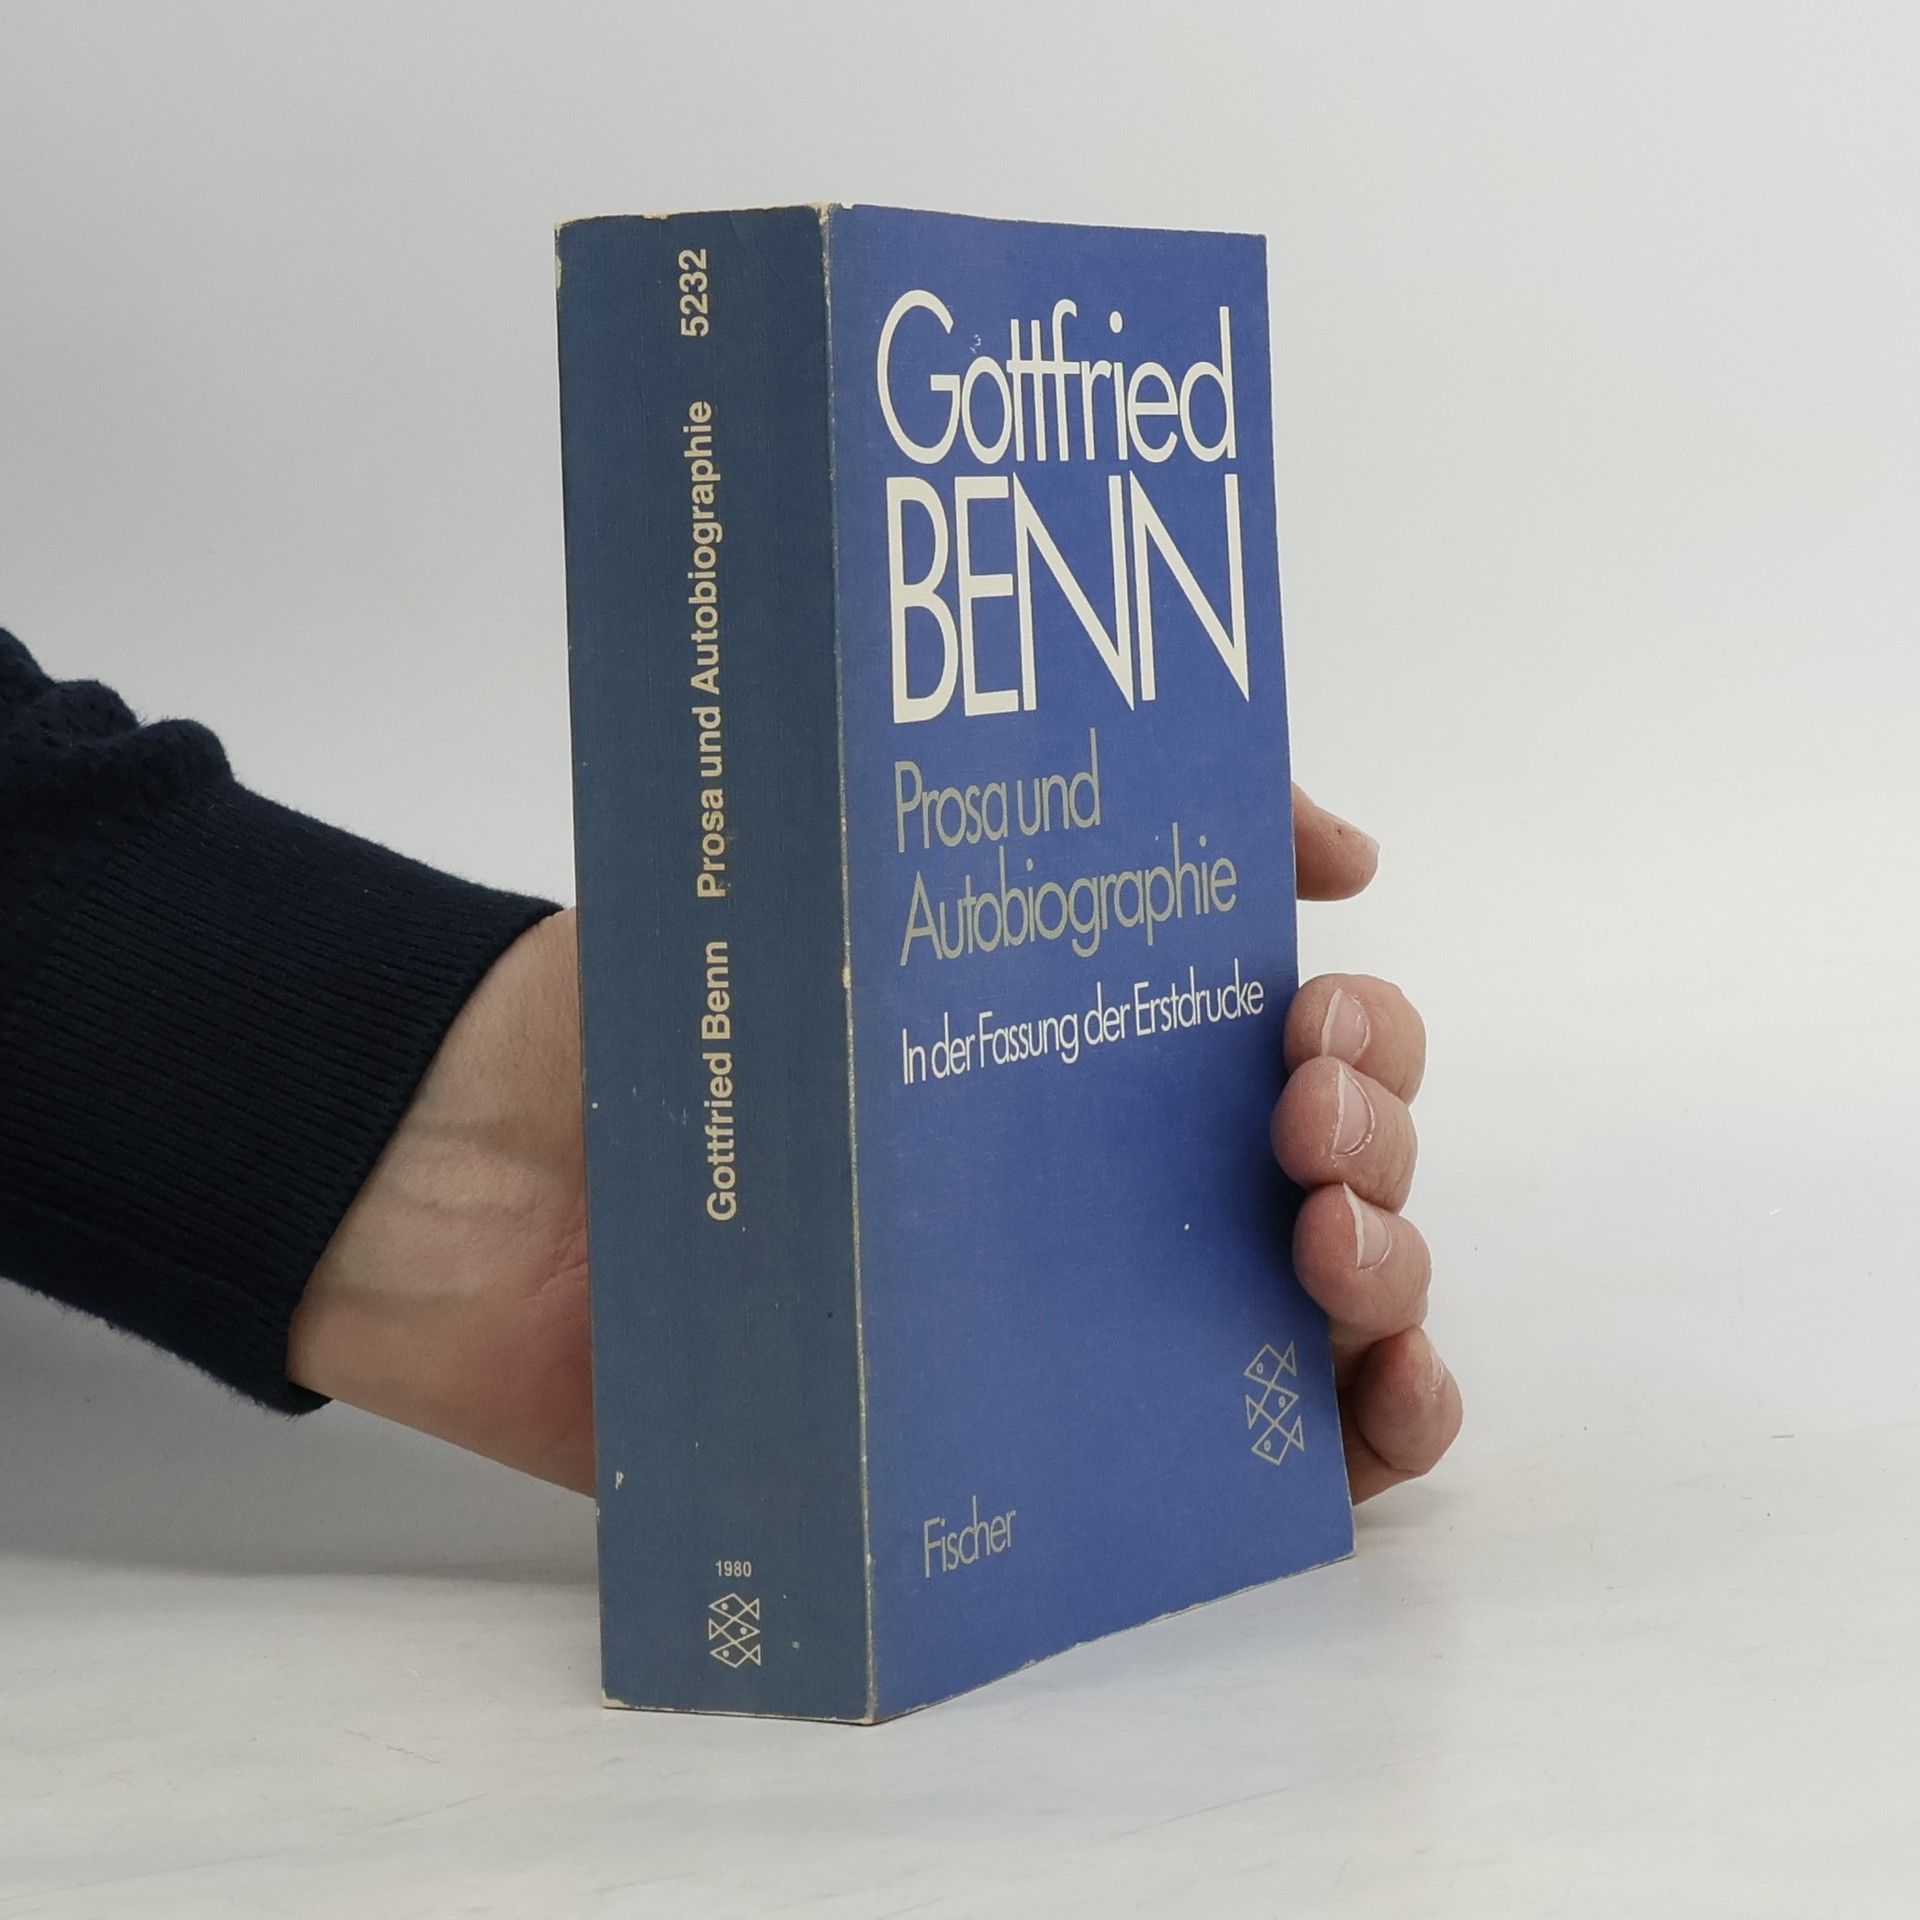 Gottfried Benn Prosa und Autobiographie 5232
1980
Gottfried
BENN
Prosa und
Autobiographie
In der Fassung der Erstdrucke
Fischer